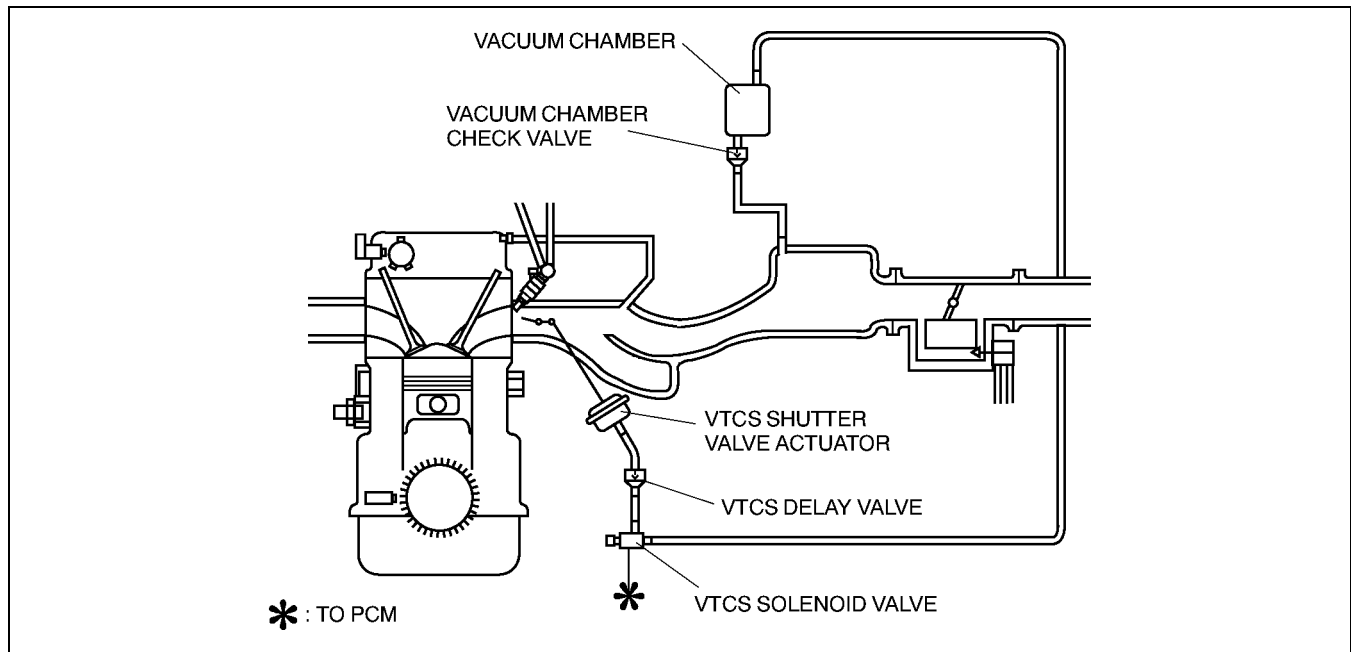 VACUUM CHAMBER
VACUUM CHAMBER
CHECK VALVE
VTCS SHUTTER
VALVE ACTUATOR
VTCS DELAY VALVE
VTCS SOLENOID VALVE
* : TO PCM